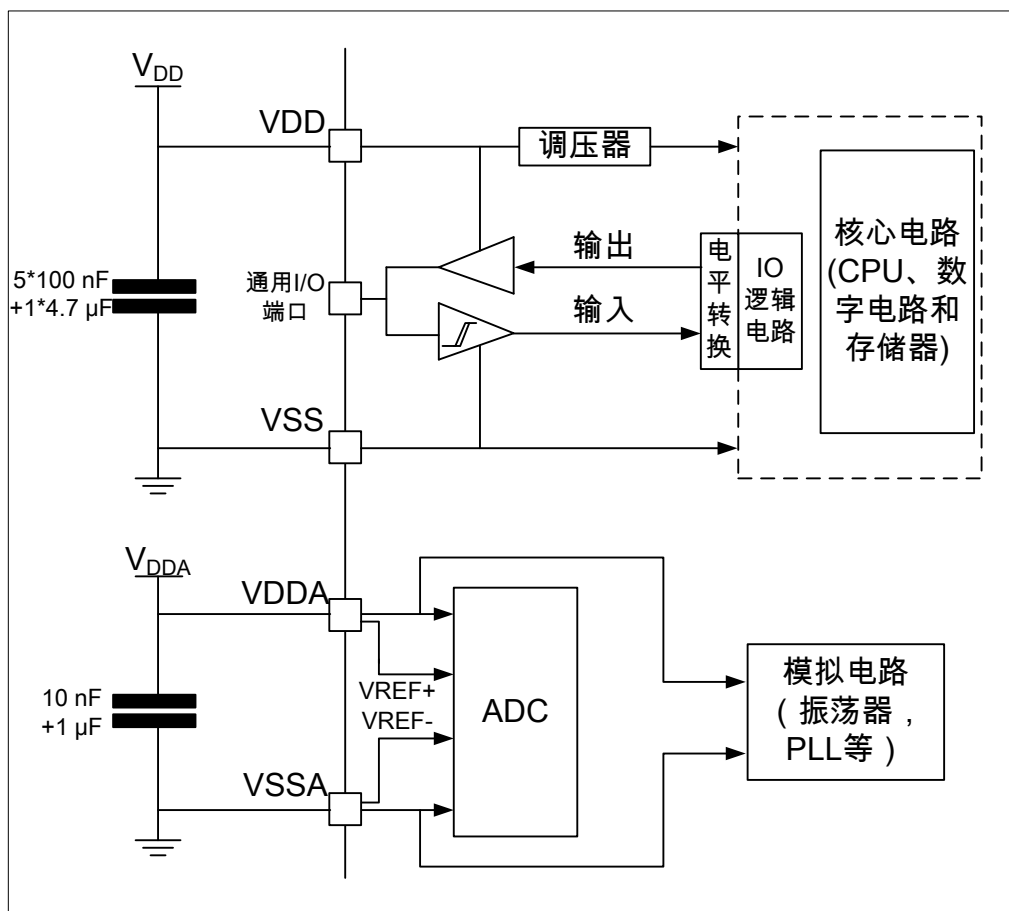 VDD
VDD
调压器
5*100 nF
+1*4.7 µF
通用I/O
端口
输出
输入
电
平
转
换
IO
逻辑
电路
核心电路
(CPU、数
字电路和
存储器)
VSS
VDDA
VDDA
10 nF
+1 µF
VREF+
VREF-
ADC
模拟电路
（振荡器，
PLL等）
VSSA